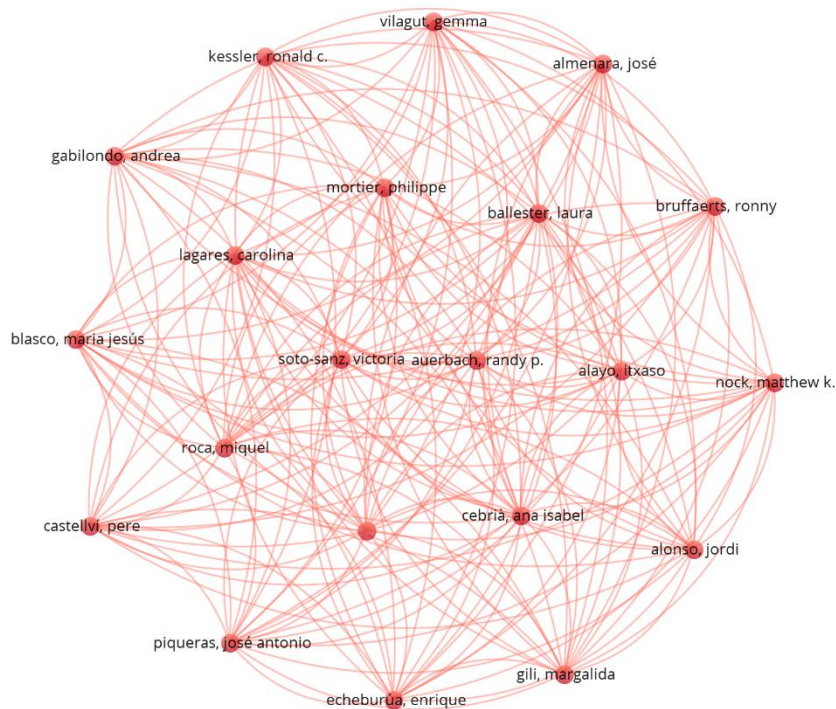 vilagut, gemma
kessler, ronald c.
almenara, josé
gabilondo, andrea
mortier, philippe
ballester, laura
bruffaerts, ronny
lagares, carolina
blasco, maria jesús
soto-sanz, victoria
auerbach, randy p.
alayo, itxaso
nock, matthew k.
roca, miquel
cebrià, ana isabel
castellví, pere
alonso, jordi
piqueras, josé antonio
gili, margalida
echeburúa, enrique